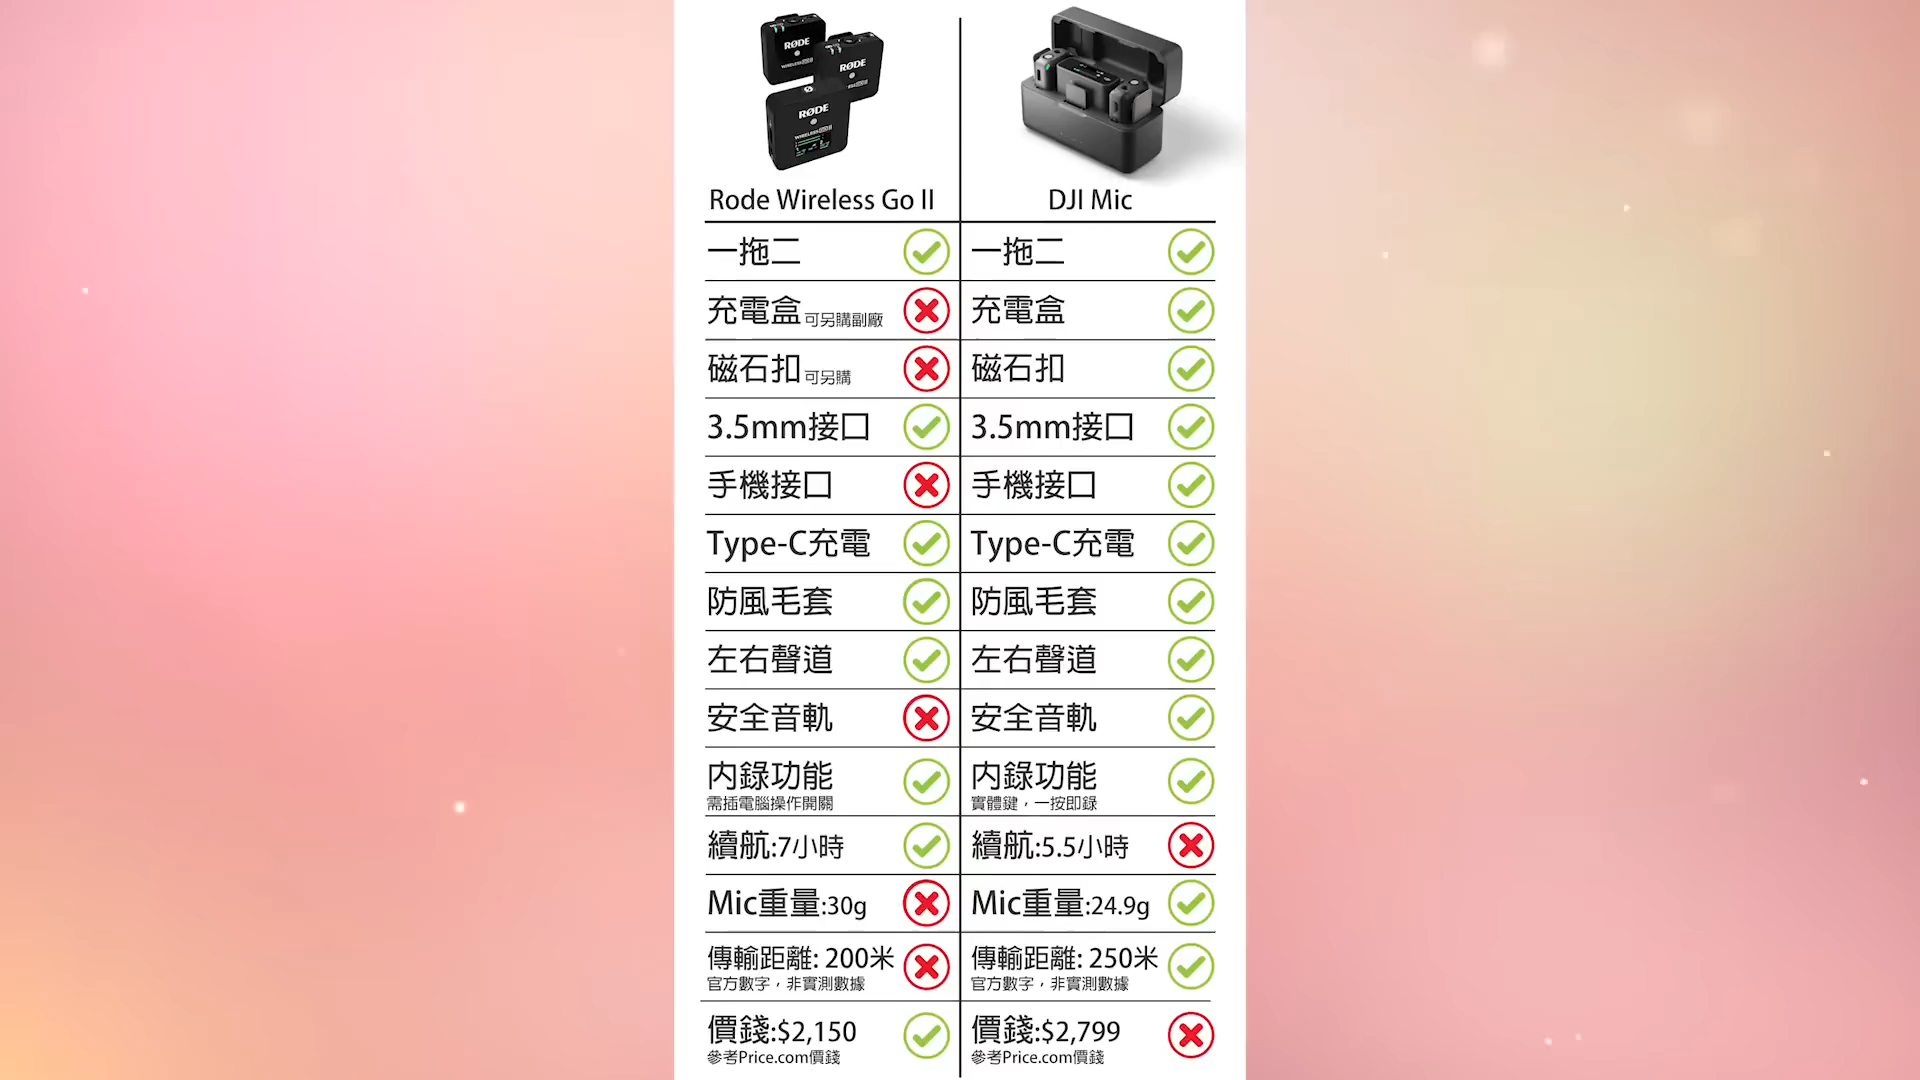 RØDE
RØDE
RØDE
Rode Wireless Go II
DJI Mic
一拖二
一拖二
充電盒 可另購副廠
充電盒
磁石扣 可另購
磁石扣
3.5mm接口
3.5mm接口
手機接口
手機接口
Type-C充電
Type-C充電
防風毛套
防風毛套
左右聲道
左右聲道
安全音軌
安全音軌
內錄功能
需插電腦操作開關
內錄功能
實體鍵，一按即錄
續航:7小時
續航:5.5小時
Mic重量:30g
Mic重量:24.9g
傳輸距離: 200米
官方數字，非實測數據
傳輸距離: 250米
官方數字，非實測數據
價錢:$2,150
參考Price.com價錢
價錢:$2,799
參考Price.com價錢